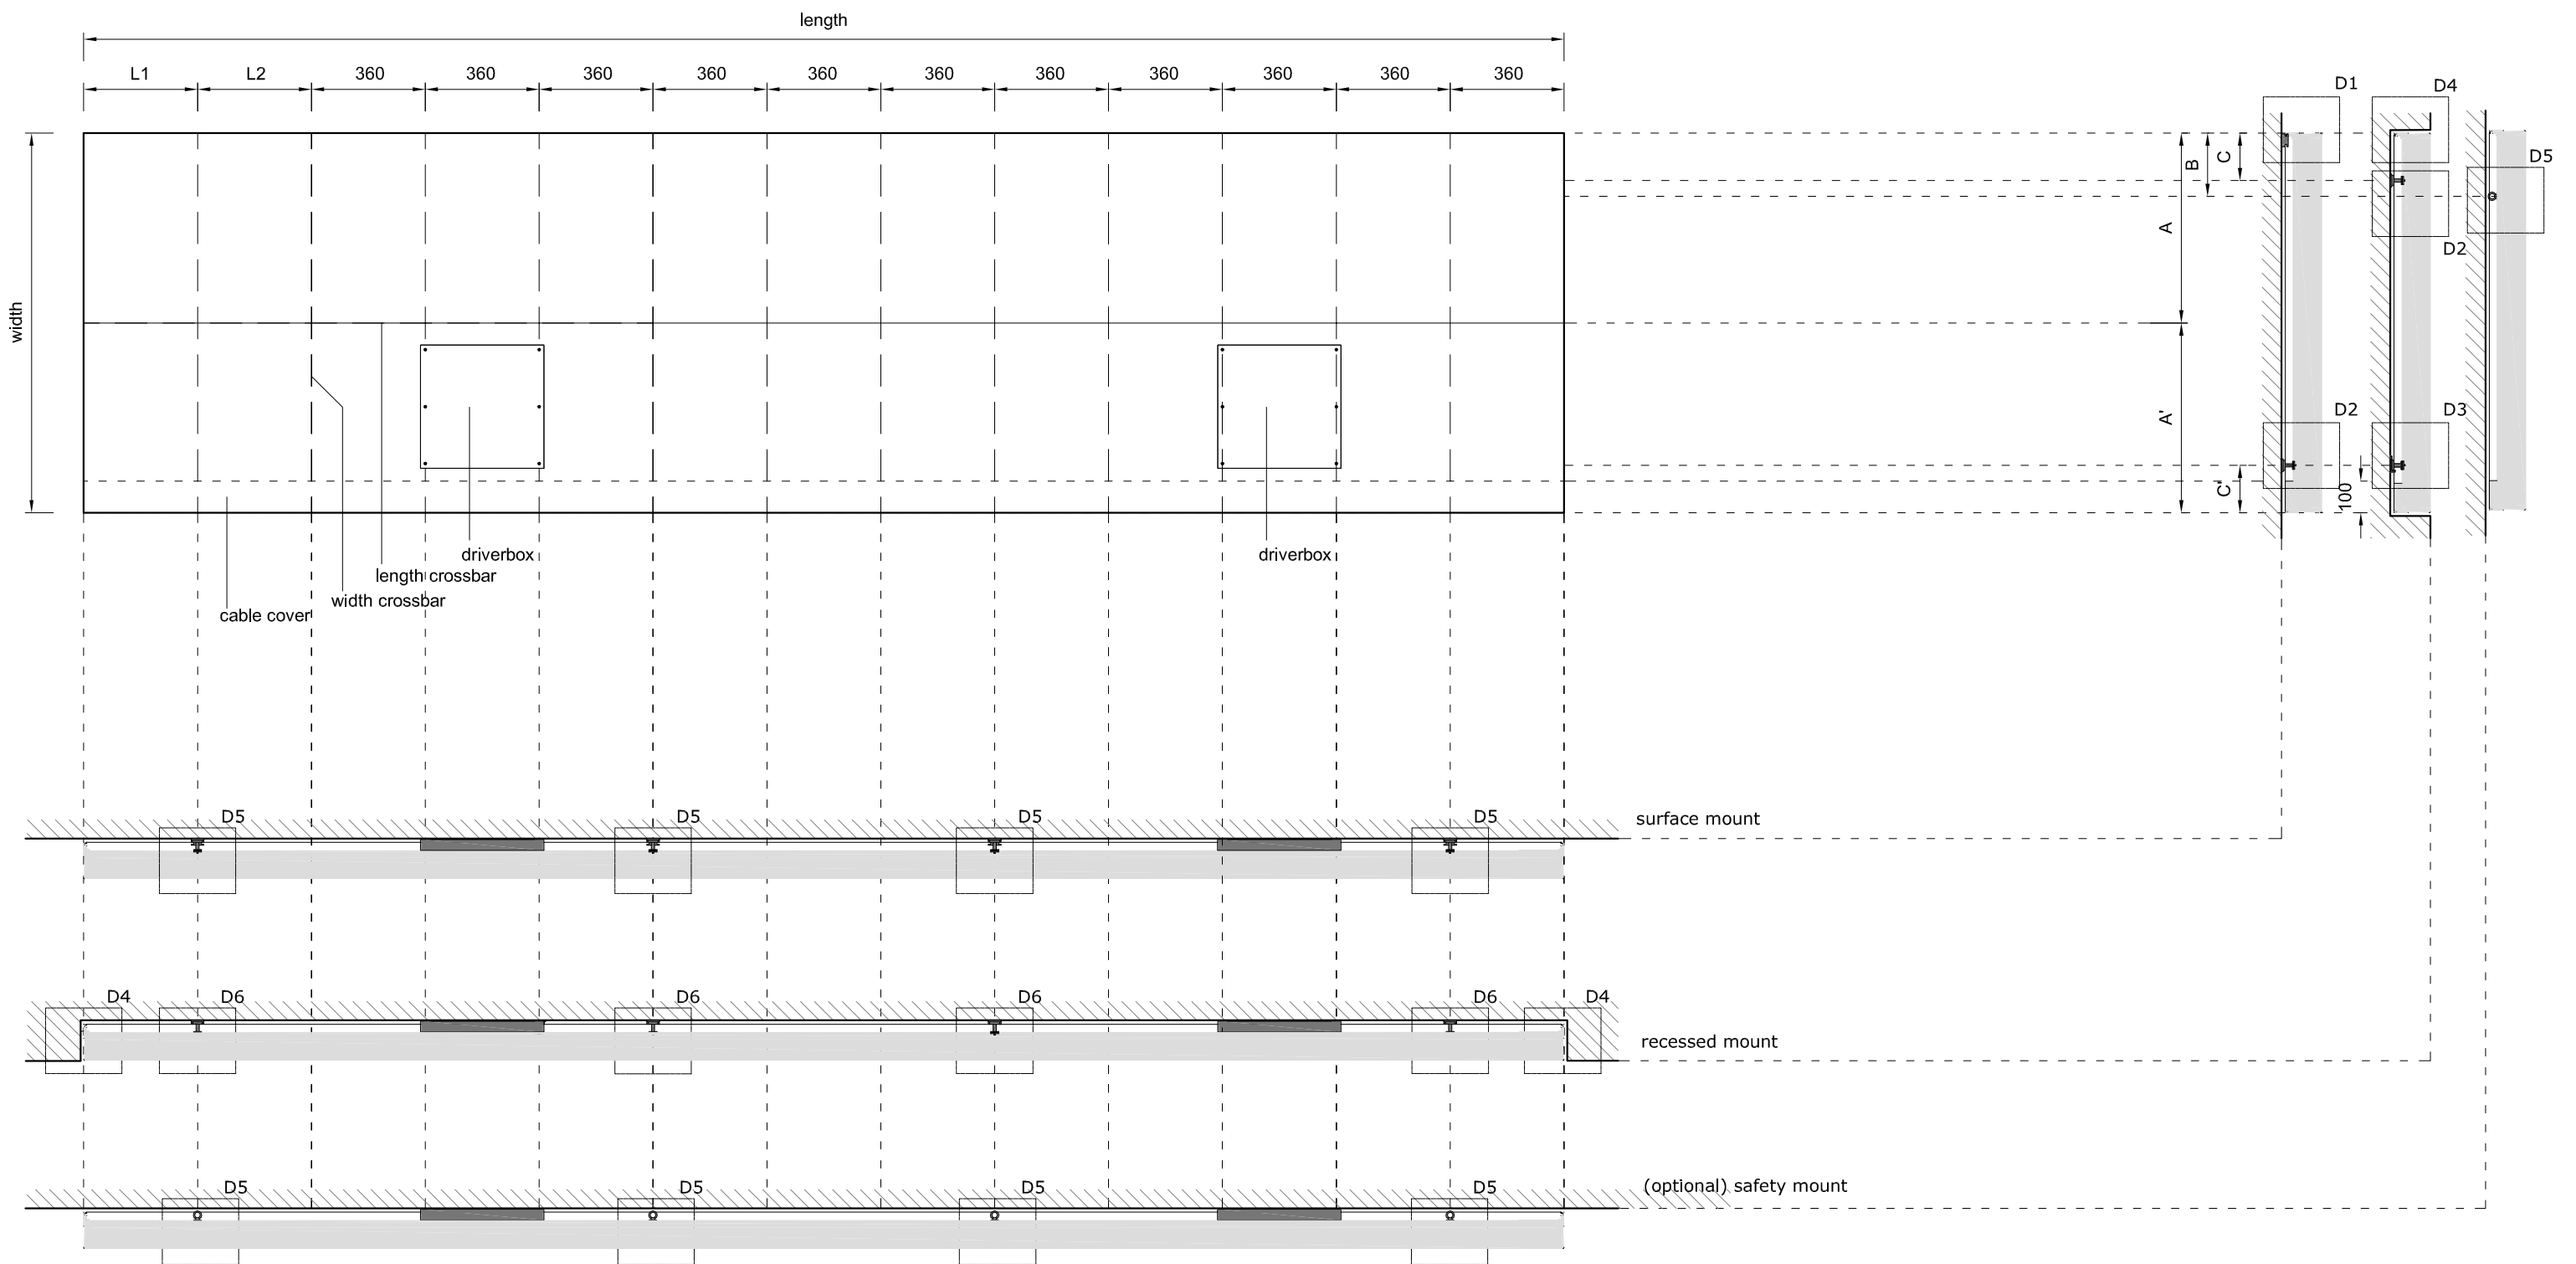 length
L1 L2 360 360 360 360 360 360 360 360 360 360 360
D1 D4
D5
B C
A
D2
width
A'
D2 D3
C' 100
driverbox driverbox
length crossbar
width crossbar
cable cover
D5 D5 D5 D5 surface mount
D4 D6 D6 D6 D6 D4
recessed mount
D5 D5 D5 D5 (optional) safety mount